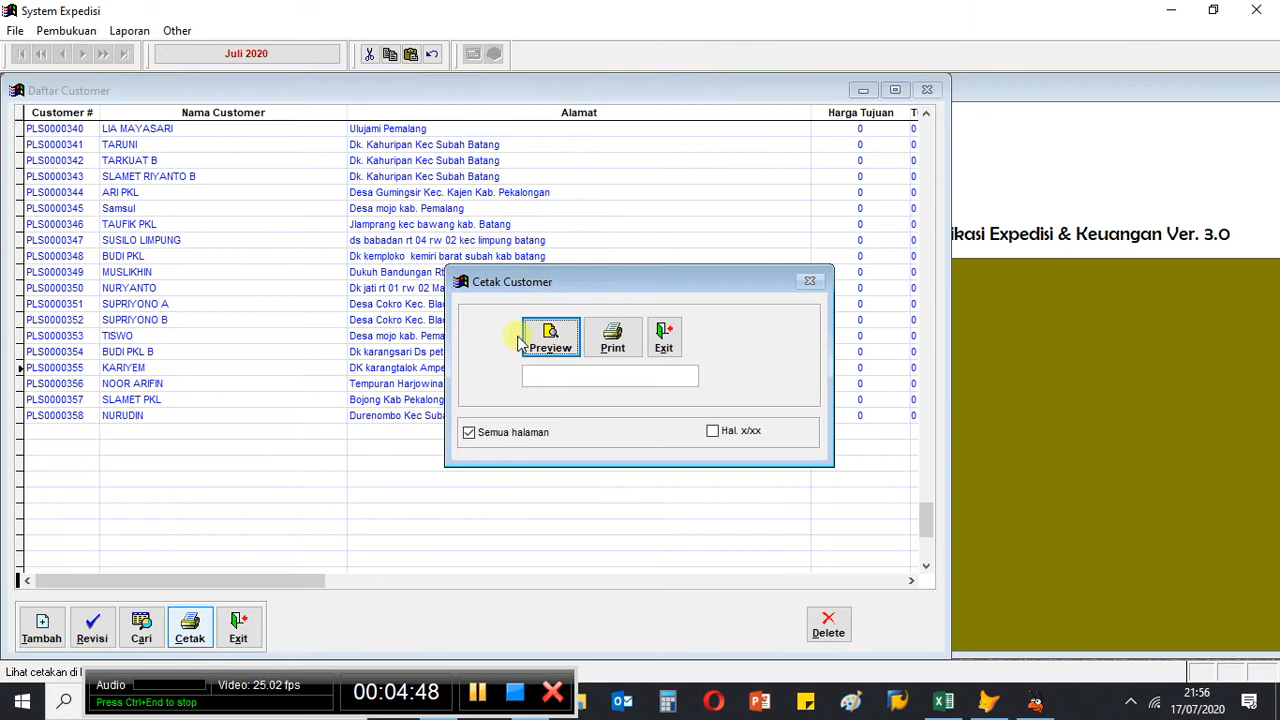 System Expedisi
File Pembukuan Laporan Other
Juli 2020
Daftar Customer
Customer # Nama Customer Alamat Harga Tujuan
PLS0000340 LIA MAYASARI Ulujami Pemalang 0 0
PLS0000341 TARUNI Dk. Kahuripan Kec Subah Batang 0 0
PLS0000342 TARKUAT B Dk. Kahuripan Kec Subah Batang 0 0
PLS0000343 SLAMET RIYANTO B Dk. Kahuripan Kec Subah Batang 0 0
PLS0000344 ARI PKL Desa Gumingsir Kec. Kajen Kab. Pekalongan 0 0
PLS0000345 Samsul Desa mojo kab. Pemalang 0 0
PLS0000346 TAUFIK PKL Jlamprang kec bawang kab. Batang 0 0
PLS0000347 SUSILO LIMPUNG ds babadan rt 04 rw 02 kec limpung batang 0 0
ikasi Expedisi & Keuangan Ver. 3.0
PLS0000348 BUDI PKL Dk kemploko kemiri barat subah kab batang 0 0
PLS0000349 MUSLIKHIN Dukuh Bandungan Rt 0 0
PLS0000350 NURYANTO Dk jati rt 01 rw 02 Ma 0 0
PLS0000351 SUPRIYONO A Desa Cokro Kec. Bla 0 0
PLS0000352 SUPRIYONO B Desa Cokro Kec. Bla 0 0
PLS0000353 TISWO Desa mojo kab. Pema 0 0
PLS0000354 BUDI PKL B Dk karangsari Ds pet 0 0
PLS0000355 KARIYEM DK karangtalok Ampe 0 0
PLS0000356 NOOR ARIFIN Tempuran Harjowina 0 0
PLS0000357 SLAMET PKL Bojong Kab Pekalong 0 0
PLS0000358 NURUDIN Durenombo Kec Suba 0 0
Cetak Customer
Preview Print Exit
Semua halaman Hal. x/xx
Tambah Revisi Cari Cetak Exit Delete
Lihat cetakan di l
Audio Video: 25.02 fps
Press Ctrl+End to stop
00:04:48
21:56
17/07/2020